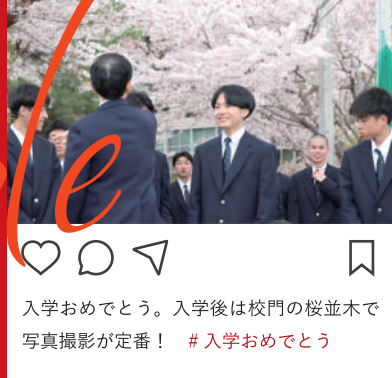 le
入学おめでとう。入学後は校門の桜並木で
写真撮影が定番！　# 入学おめでとう